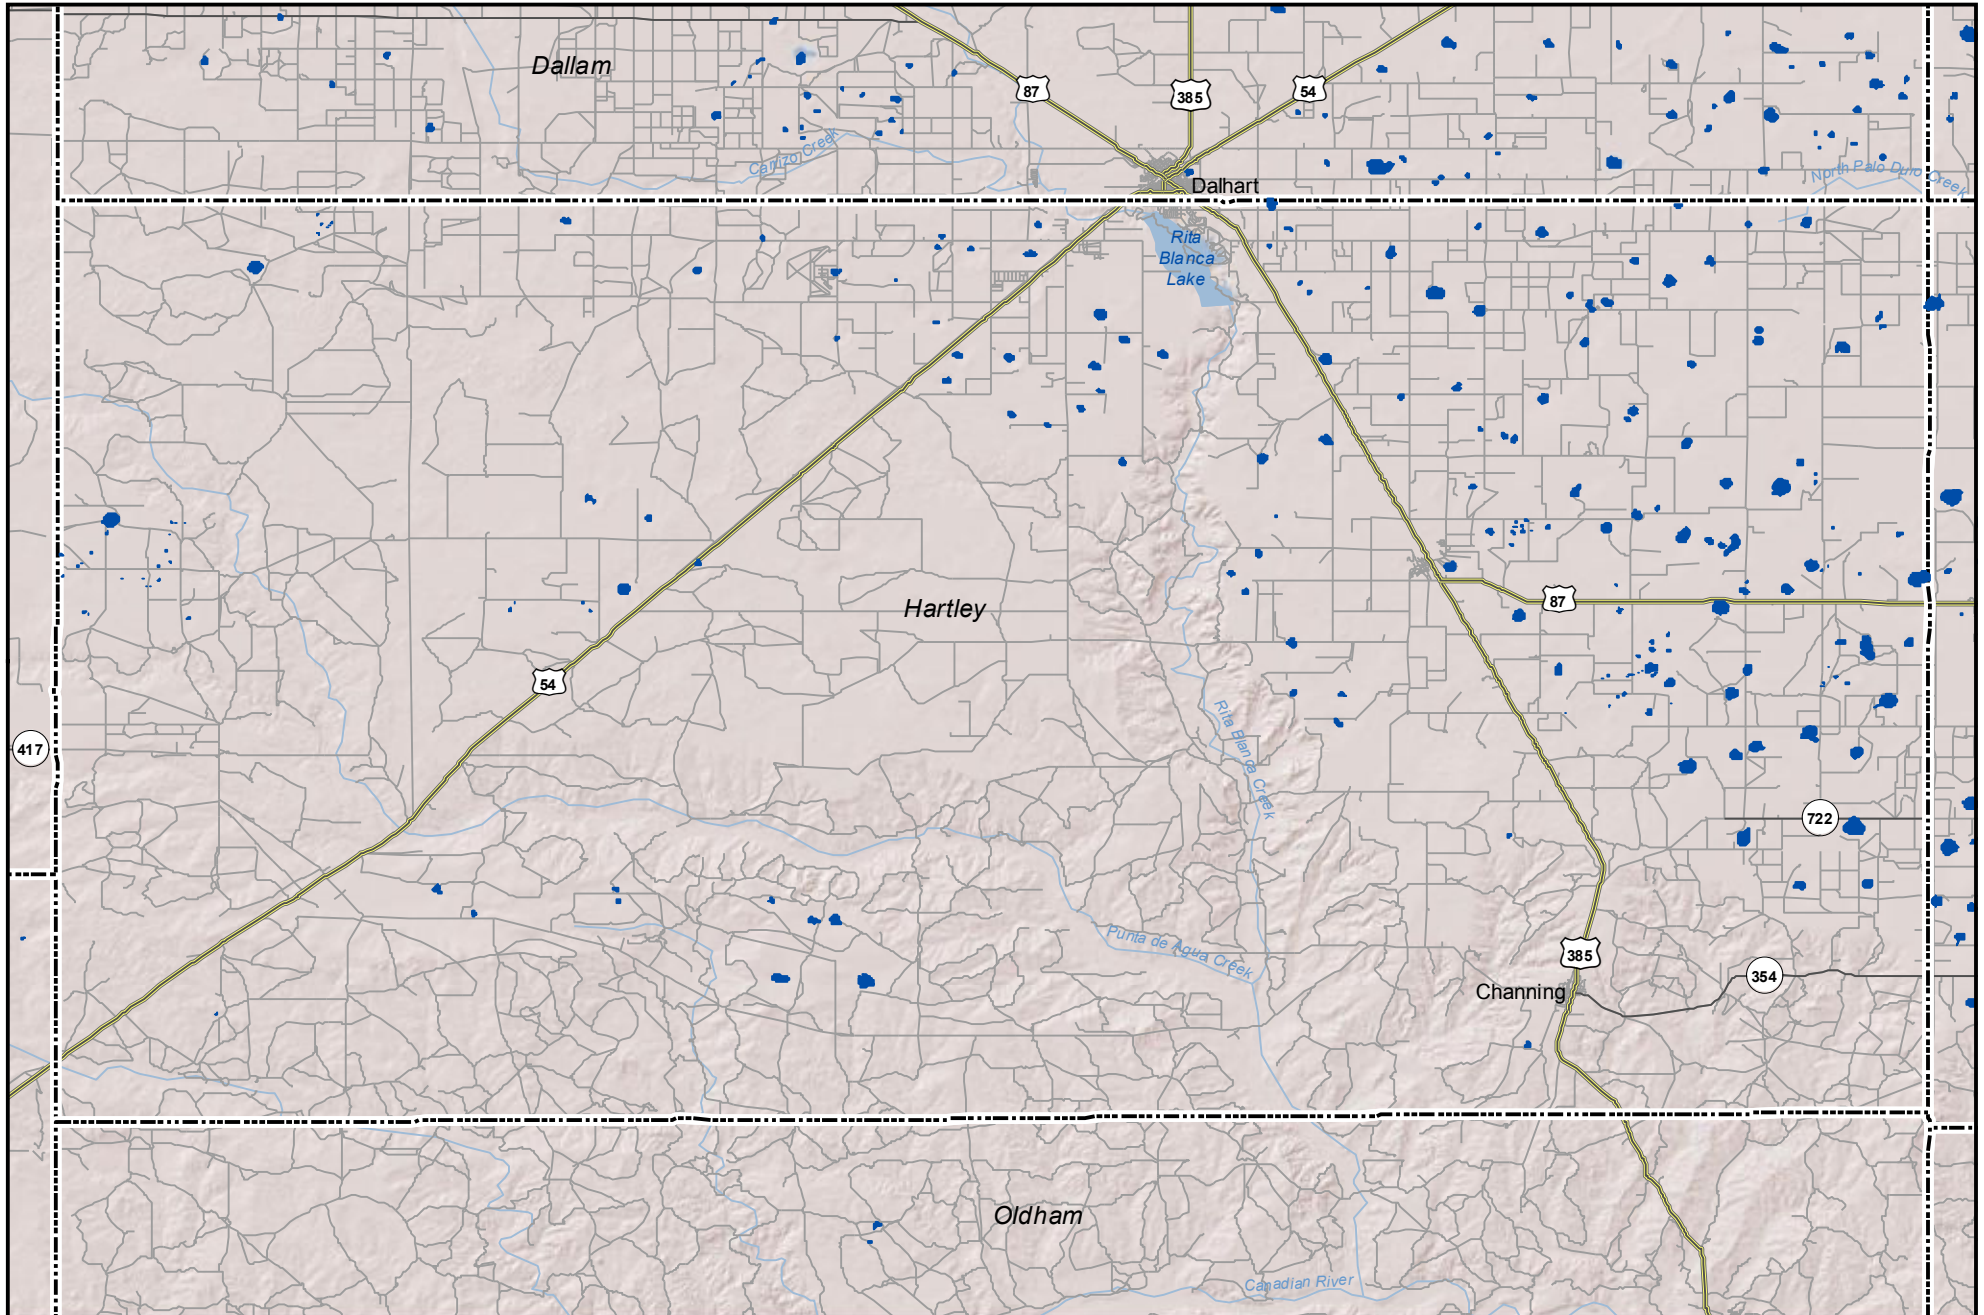 Dallam
87
385
54
Carrizo Creek
Dalhart
North Palo Duro Creek
Rita
Blanca
Lake
Hartley
87
54
Rita Blanca Creek
417
722
Punta de Agua Creek
385
354
Channing
Oldham
Canadian River